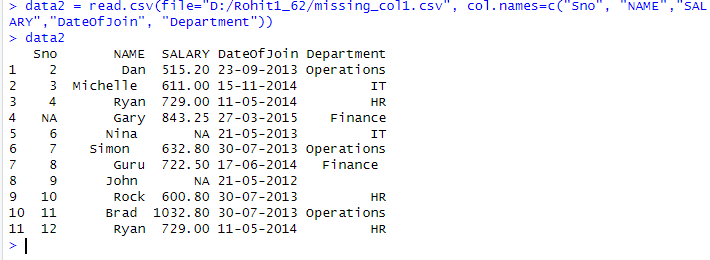 > data2 = read.csv(file="D:/Rohit1_62/missing_col1.csv", col.names=c("Sno", "NAME","SAL
ARY","DateOfJoin", "Department"))
> data2
   Sno     NAME  SALARY DateOfJoin Department
1    2      Dan  515.20 23-09-2013 Operations
2    3 Michelle   611.00 15-11-2014         IT
3    4     Ryan  729.00 11-05-2014         HR
4   NA     Gary  843.25 27-03-2015    Finance
5    6     Nina      NA 21-05-2013         IT
6    7   Simon   632.80 30-07-2013 Operations
7    8     Guru  722.50 17-06-2014   Finance
8    9     John      NA 21-05-2012
9   10     Rock  600.80 30-07-2013         HR
10  11     Brad 1032.80 30-07-2013 Operations
11  12     Ryan  729.00 11-05-2014         HR
>